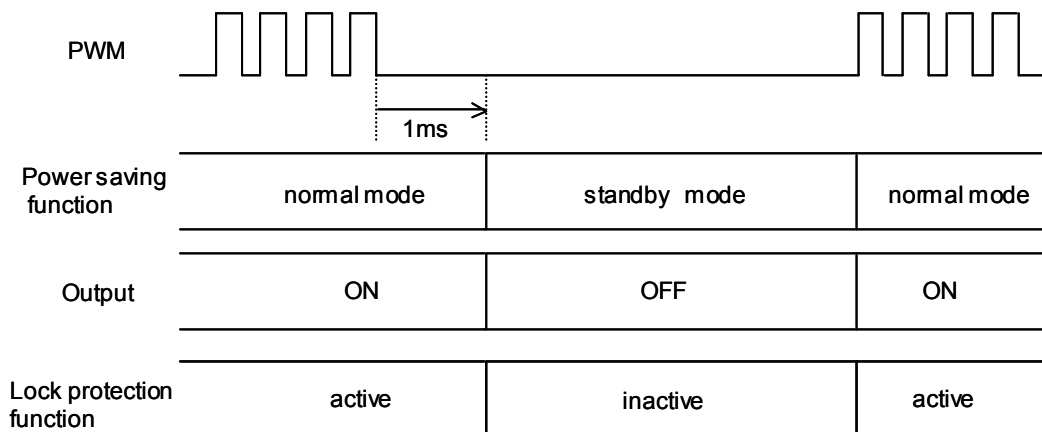 PWM
1ms
Power saving
function
normal mode
standby mode
normal mode
Output
ON
OFF
ON
Lock protection
function
active
inactive
active